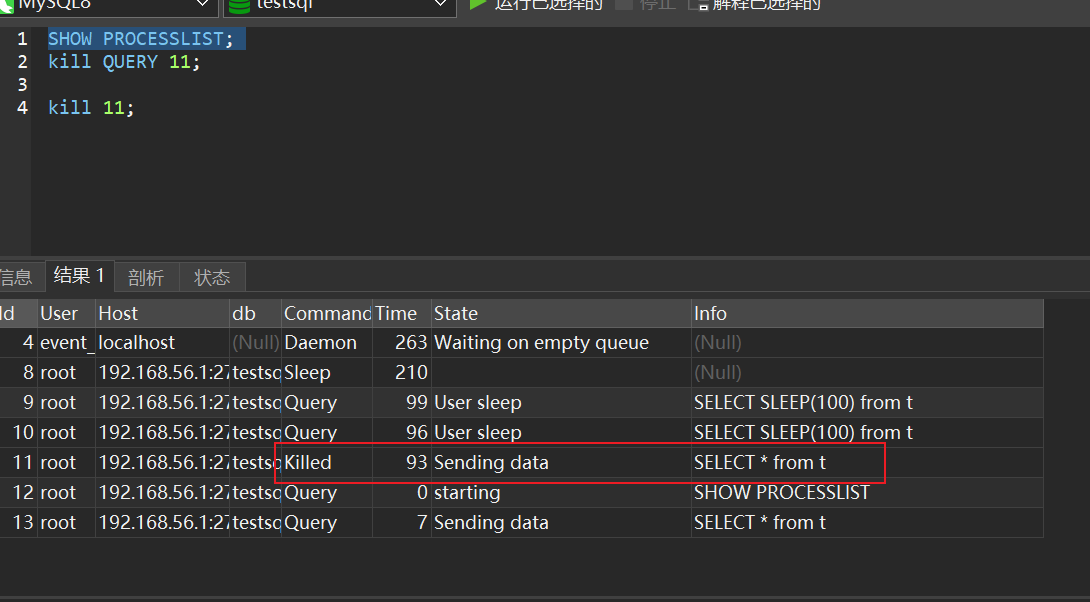 MySQL8 testsql 运行已选择的 停止 解释已选择的
1 SHOW PROCESSLIST;
2 kill QUERY 11;
3
4 kill 11;
信息 结果 1 剖析 状态
Id User Host db Command Time State Info
4 event_ localhost (Null) Daemon 263 Waiting on empty queue (Null)
8 root 192.168.56.1:27 testsq Sleep 210 (Null)
9 root 192.168.56.1:27 testsq Query 99 User sleep SELECT SLEEP(100) from t
10 root 192.168.56.1:27 testsq Query 96 User sleep SELECT SLEEP(100) from t
11 root 192.168.56.1:27 testsq Killed 93 Sending data SELECT * from t
12 root 192.168.56.1:27 testsq Query 0 starting SHOW PROCESSLIST
13 root 192.168.56.1:27 testsq Query 7 Sending data SELECT * from t